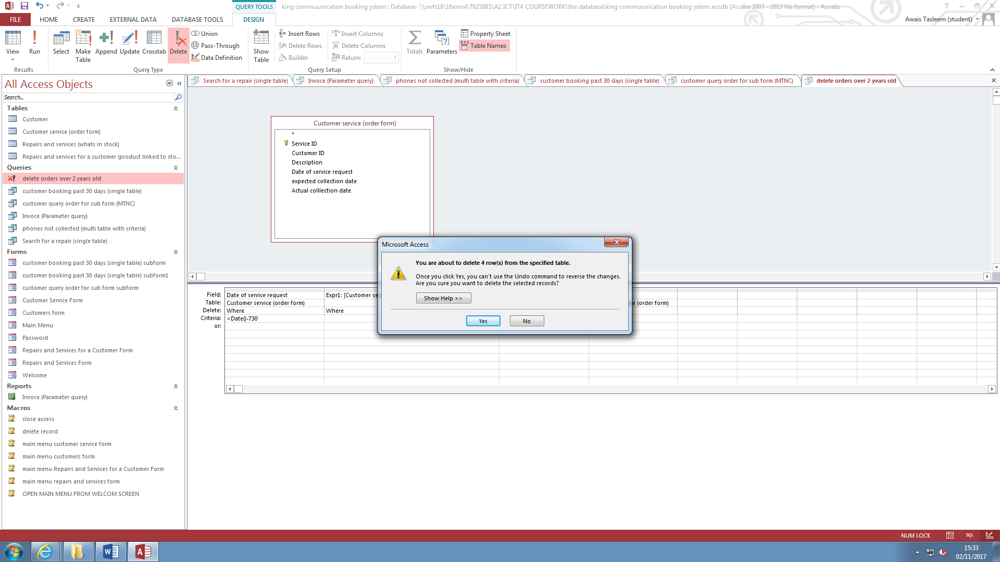 QUERY TOOLS
king commuunication booking ystem : Database- \\srvfs16\16enrol\T625885\A2 ICT\IT4 COURSEWORK\the database\king commuunication booking ystem.accdb (Access 2007 - 2013 file format) - Access
FILE HOME CREATE EXTERNAL DATA DATABASE TOOLS DESIGN
Awais Tasleem (student)
View
Run
Select
Make Table
Append
Update
Crosstab
Delete
Union
Pass-Through
Data Definition
Show Table
Insert Rows
Delete Rows
Builder
Insert Columns
Delete Columns
Return:
Totals
Parameters
Property Sheet
Table Names
Results
Query Type
Query Setup
Show/Hide
All Access Objects
Search...
Tables
Customer
Customer service (order form)
Repairs and services (whats in stock)
Repairs and services for a customer (product linked to sto...
Queries
delete orders over 2 years old
customer booking past 30 days (single table)
customer query order for sub form (MTNC)
Invoce (Parameter query)
phones not collected (multi table with criteria)
Search for a repair (single table)
Forms
customer booking past 30 days (single table) subform
customer booking past 30 days (single table) subform1
customer query order for sub form subform
Customer Service Form
Customers form
Main Menu
Password
Repairs and Services for a Customer Form
Repairs and Services Form
Welcome
Reports
Invoce (Parameter query)
Macros
close access
delete record
main menu customer service form
main menu customers form
main menu Repairs and Services for a Customer Form
main menu repairs and services form
OPEN MAIN MENU FROM WELCOM SCREEN
Search for a repair (single table)
Invoce (Parameter query)
phones not collected (multi table with criteria)
customer booking past 30 days (single table)
customer query order for sub form (MTNC)
delete orders over 2 years old
Customer service (order form)
*
Service ID
Customer ID
Description
Date of service request
expected collection date
Actual colllection date
Microsoft Access
You are about to delete 4 row(s) from the specified table.
Once you click Yes, you can't use the Undo command to reverse the changes.
Are you sure you want to delete the selected records?
Show Help >>
Yes No
Field: Date of service request Expr1: [Customer se
Table: Customer service (order form) e (order form)
Delete: Where Where
Criteria: <Date()-730
or:
NUM LOCK
SQL
15:33
02/11/2017